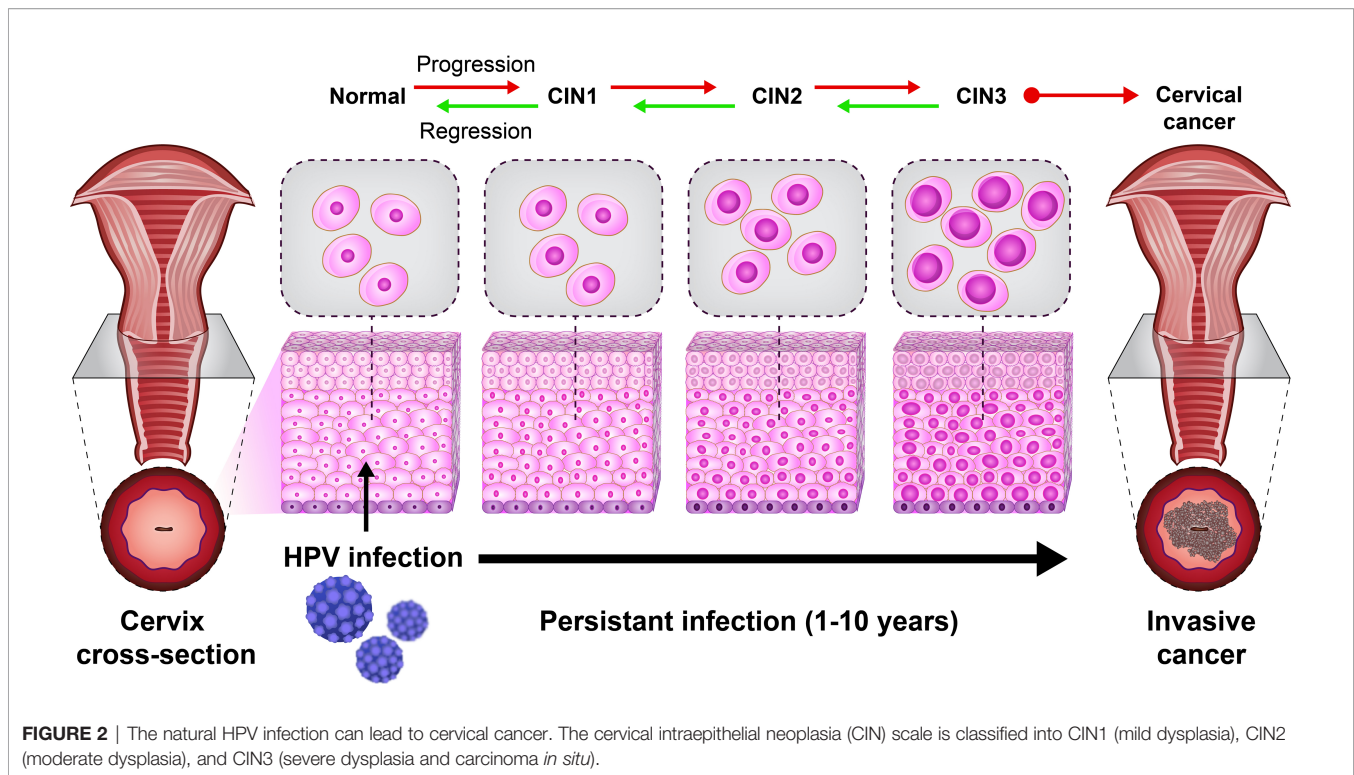 Progression
Normal
CIN1
CIN2
CIN3
Cervical
cancer
Regression
HPV infection
Cervix
cross-section
Persistant infection (1-10 years)
Invasive
cancer
FIGURE 2 | The natural HPV infection can lead to cervical cancer. The cervical intraepithelial neoplasia (CIN) scale is classified into CIN1 (mild dysplasia), CIN2
(moderate dysplasia), and CIN3 (severe dysplasia and carcinoma in situ).